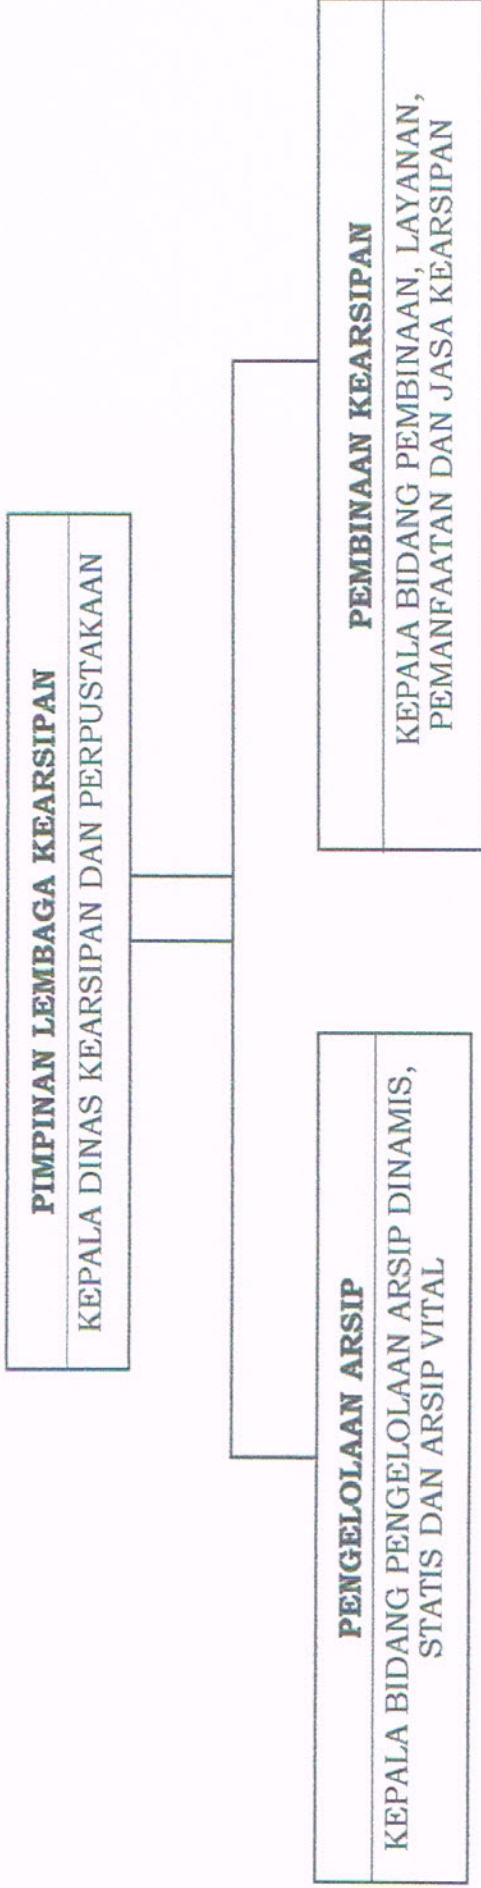 PIMPINAN LEMBAGA KEARSIPAN
KEPALA DINAS KEARSIPAN DAN PERPUSTAKAAN
PENGELOLAAN ARSIP
KEPALA BIDANG PENGELOLAAN ARSIP DINAMIS,
STATIS DAN ARSIP VITAL
PEMBINAAN KEARSIPAN
KEPALA BIDANG PEMBINAAN, LAYANAN,
PEMANFAATAN DAN JASA KEARSIPAN